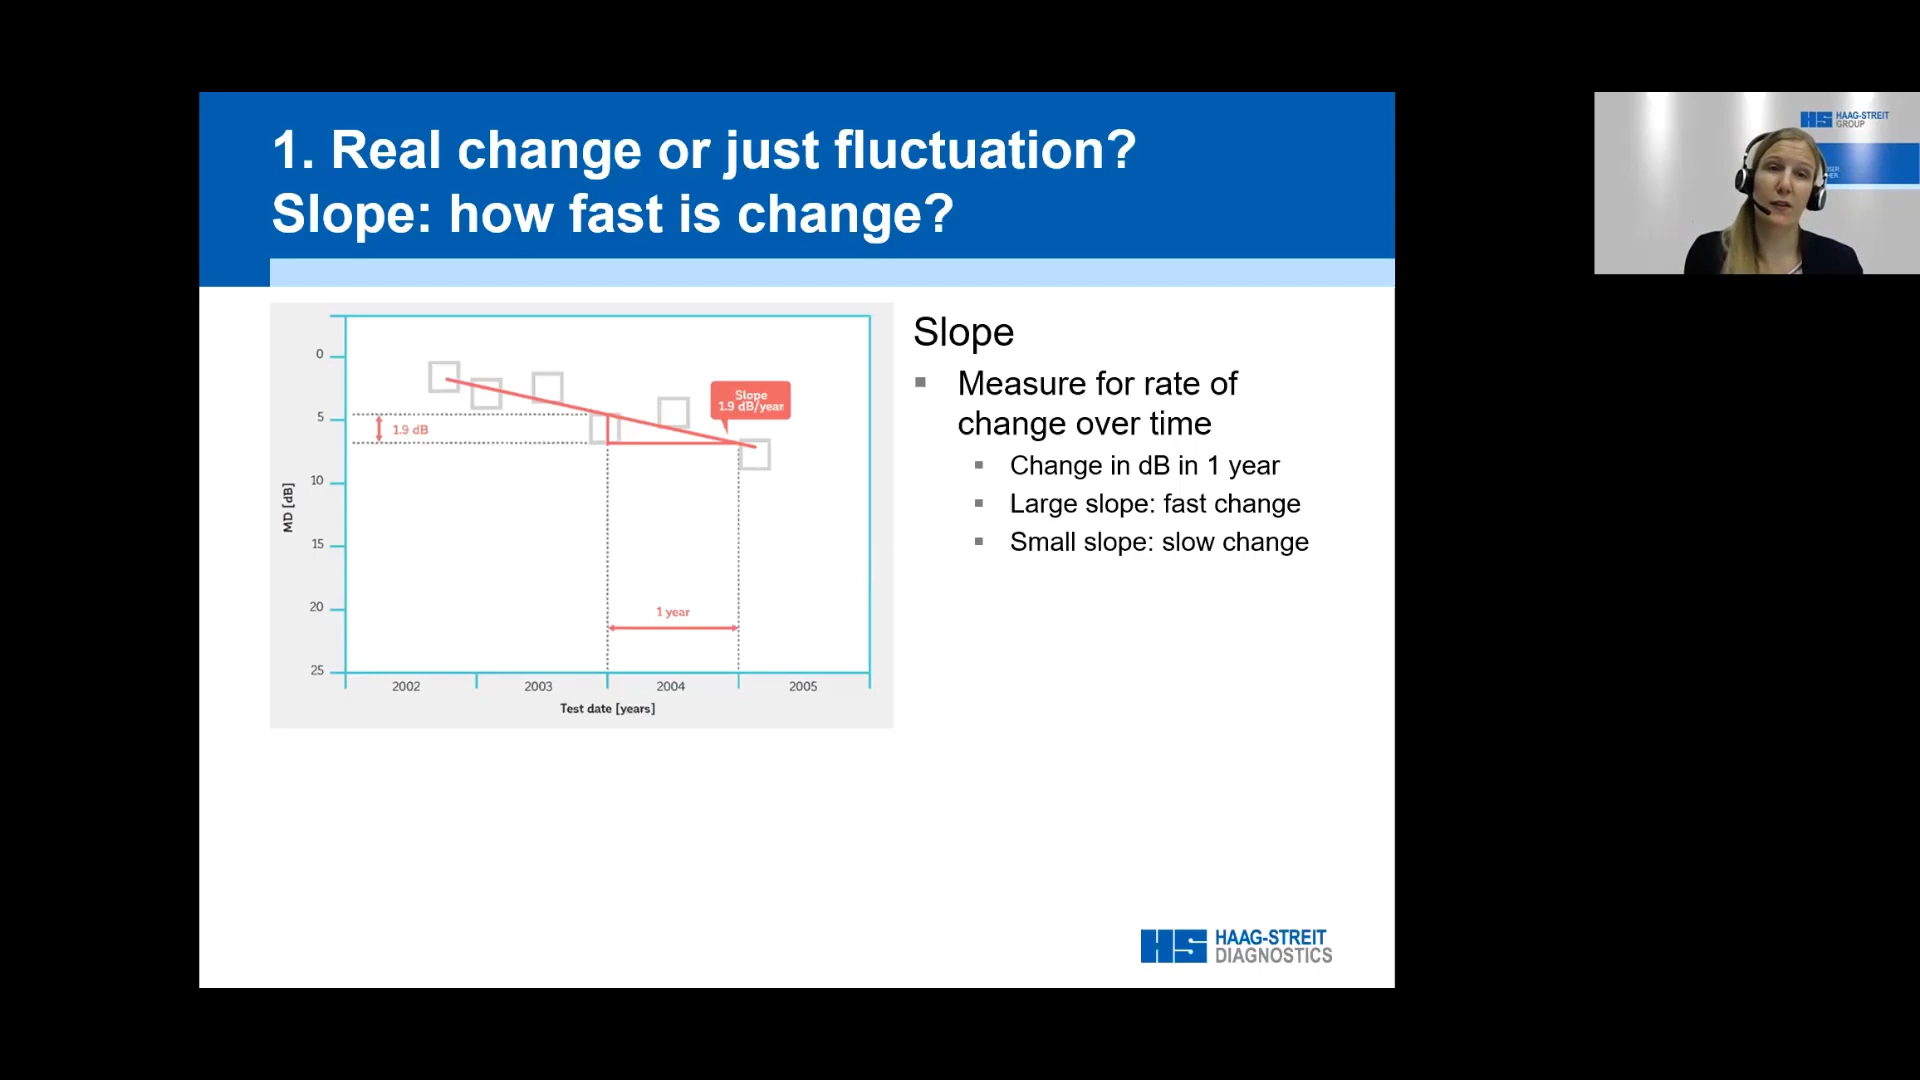 1. Real change or just fluctuation?
Slope: how fast is change?
HAAG-STREIT
GROUP
0
5
10
15
20
25
MD [dB]
1.9 dB
Slope
1.9 dB/year
1 year
2002
2003
2004
2005
Test date [years]
Slope
Measure for rate of
change over time
Change in dB in 1 year
Large slope: fast change
Small slope: slow change
HS HAAG-STREIT
DIAGNOSTICS